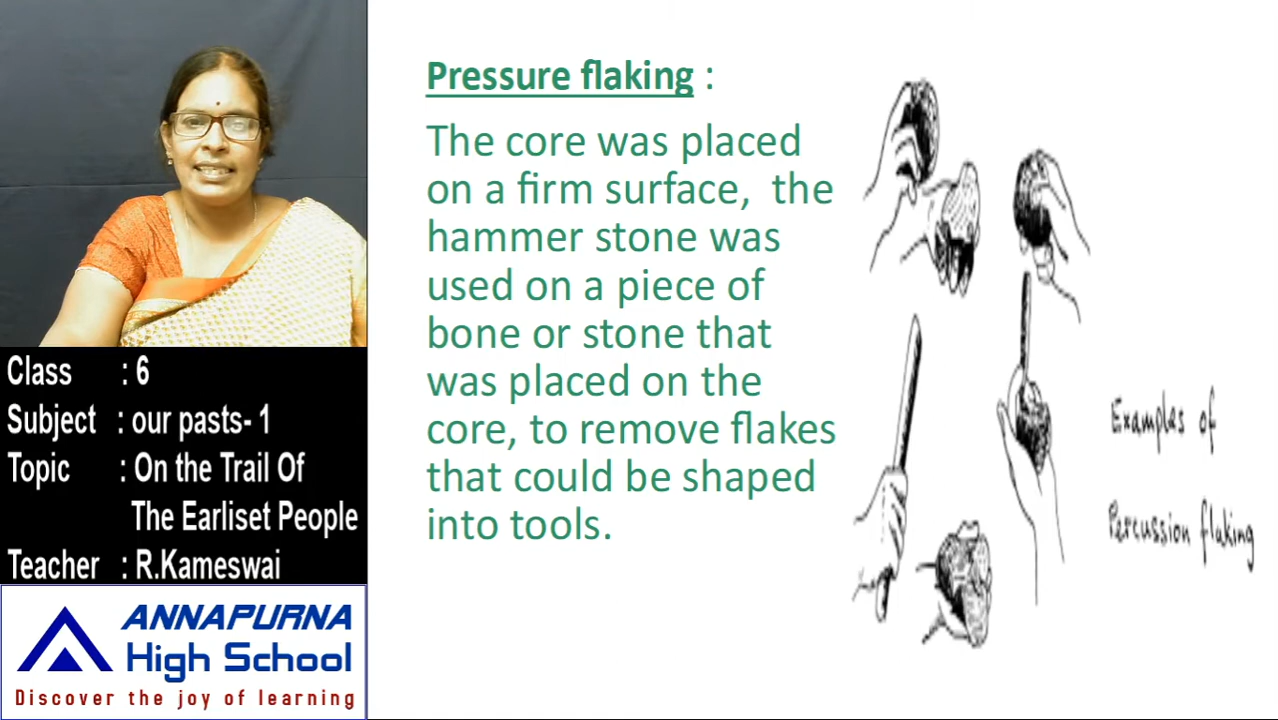 Pressure flaking :
The core was placed
on a firm surface,  the
hammer stone was
used on a piece of
bone or stone that
was placed on the
core, to remove flakes
that could be shaped
into tools.
Examples of
Percussion flaking
Class : 6
Subject : our pasts- 1
Topic : On the Trail Of
The Earliset People
Teacher : R.Kameswai
ANNAPURNA
High School
Discover the joy of learning